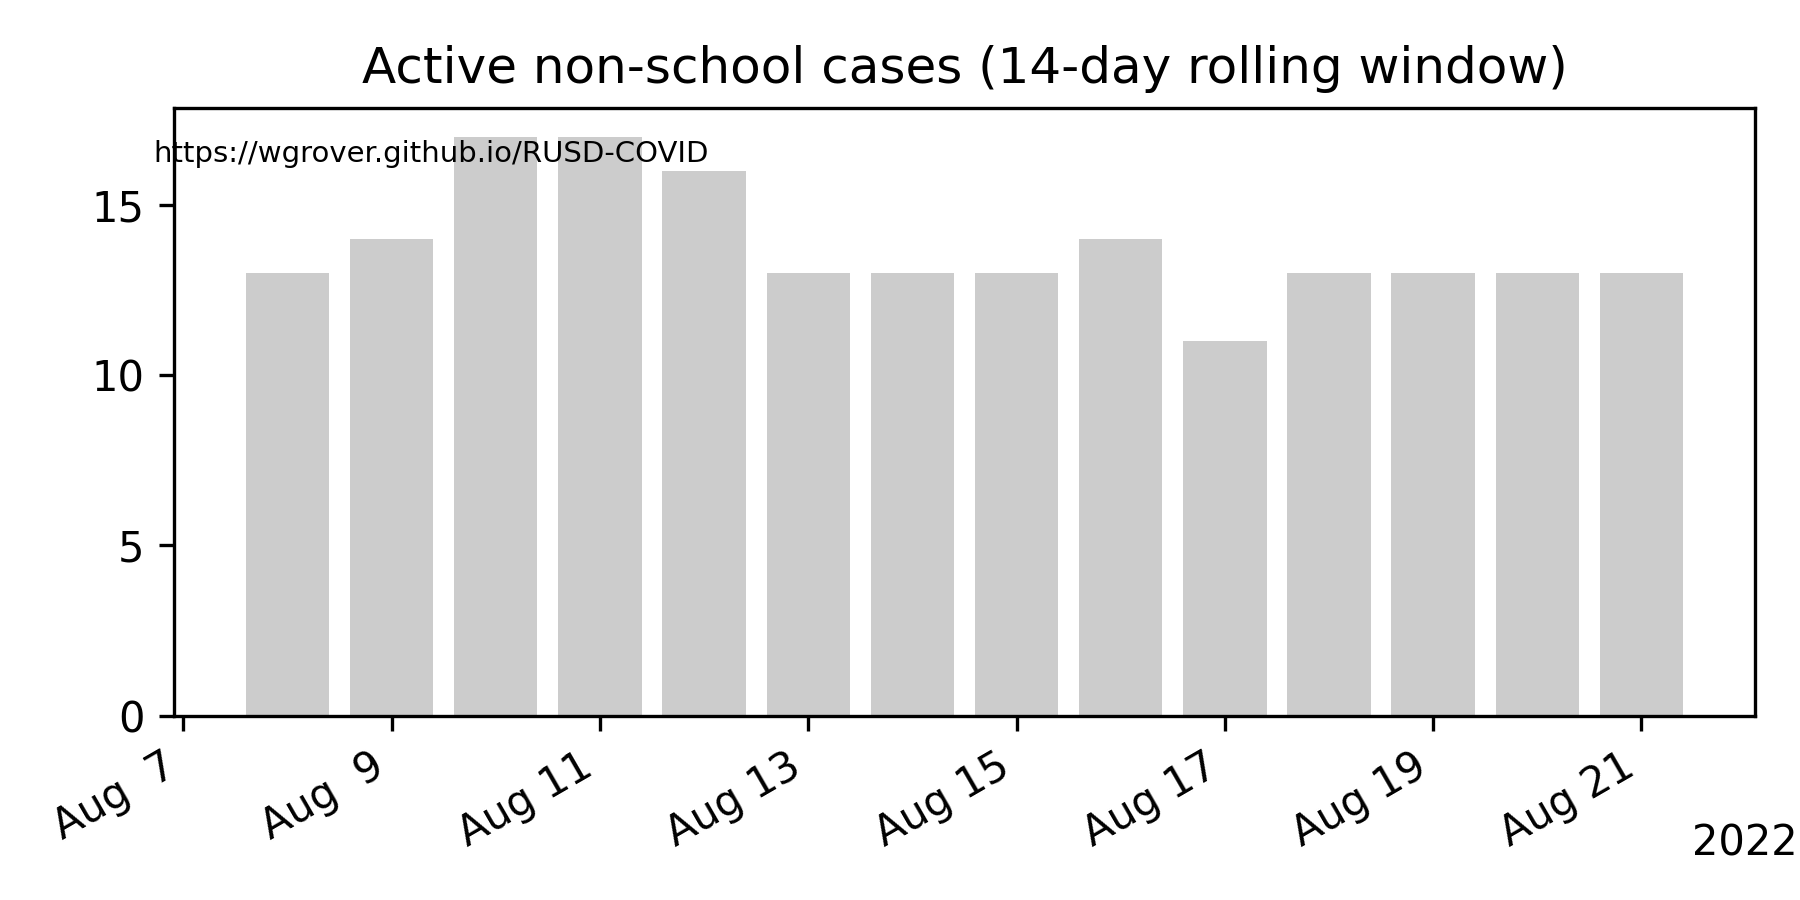 Active non-school cases (14-day rolling window)
https://wgrover.github.io/RUSD-COVID
15
10
5
0
Aug 7
Aug 9
Aug 11
Aug 13
Aug 15
Aug 17
Aug 19
Aug 21
2022